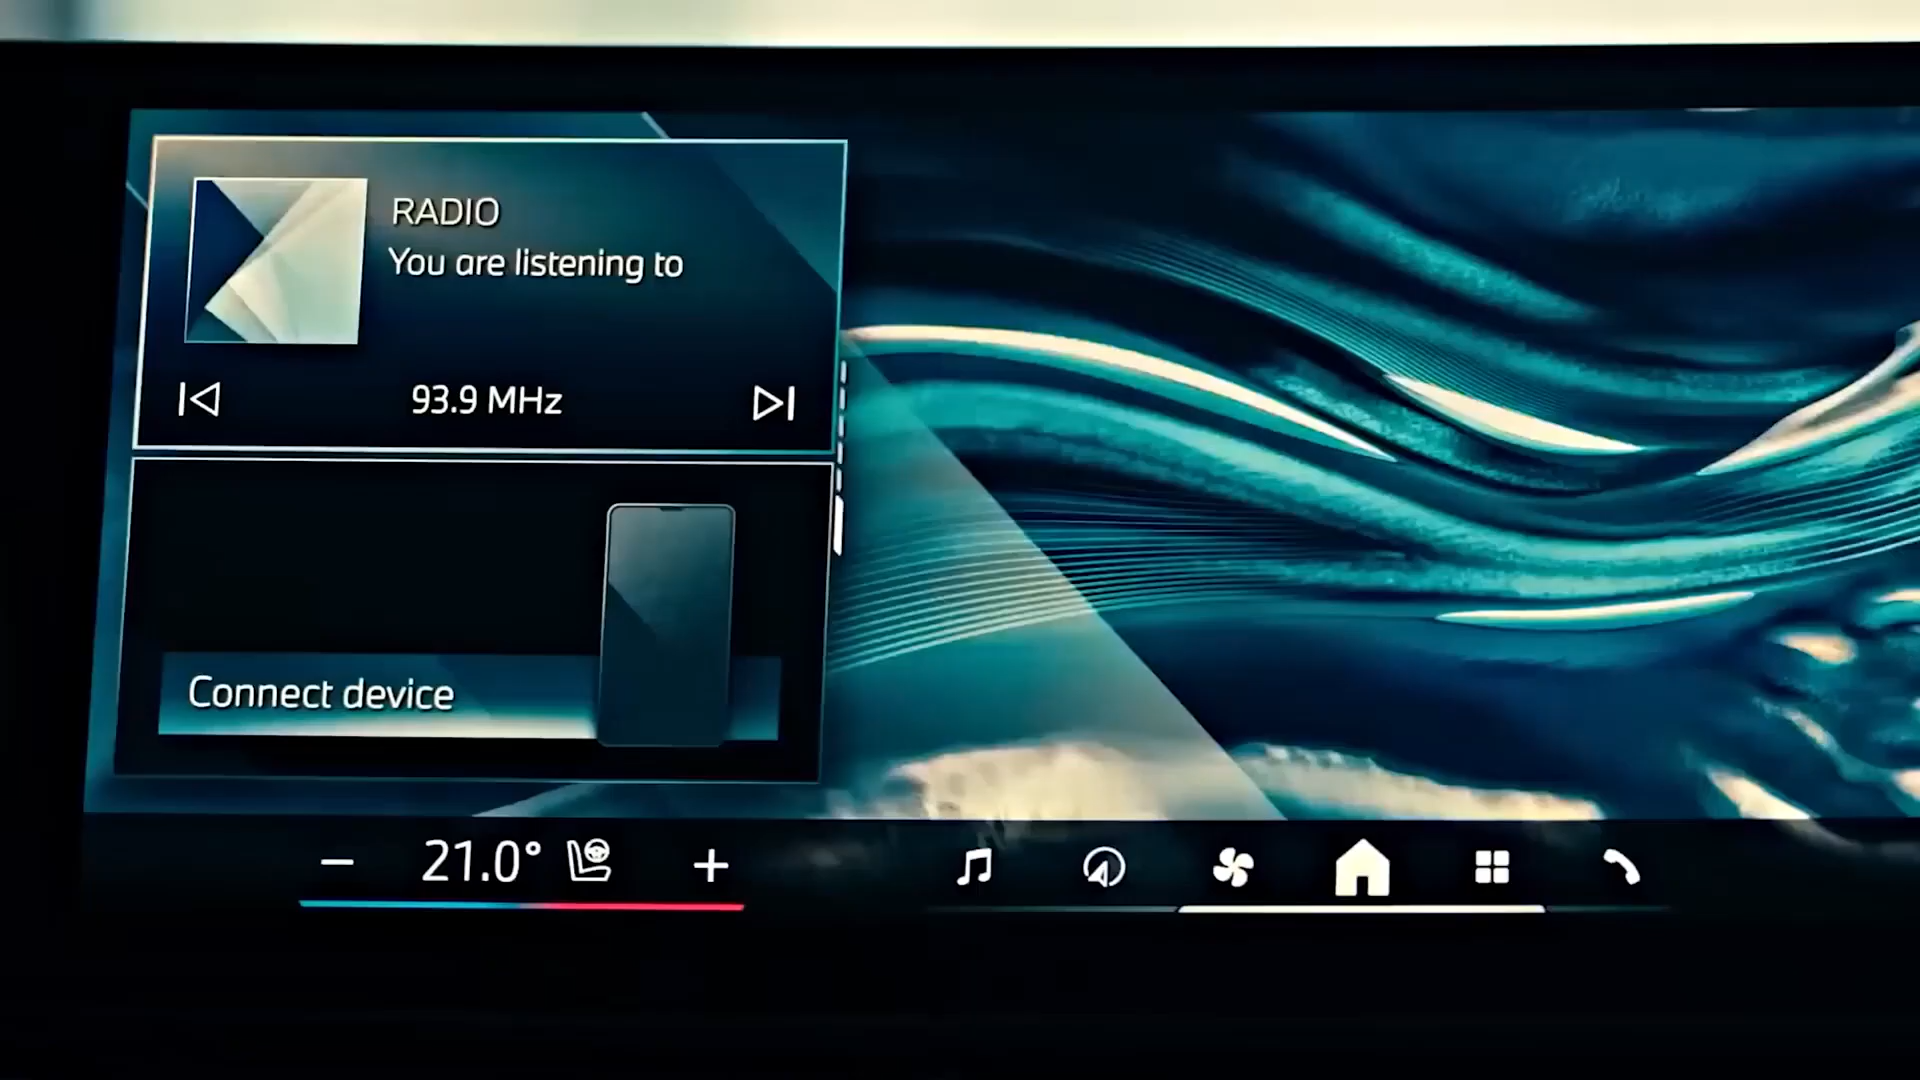 RADIO
You are listening to
93.9 MHz
Connect device
21.0°